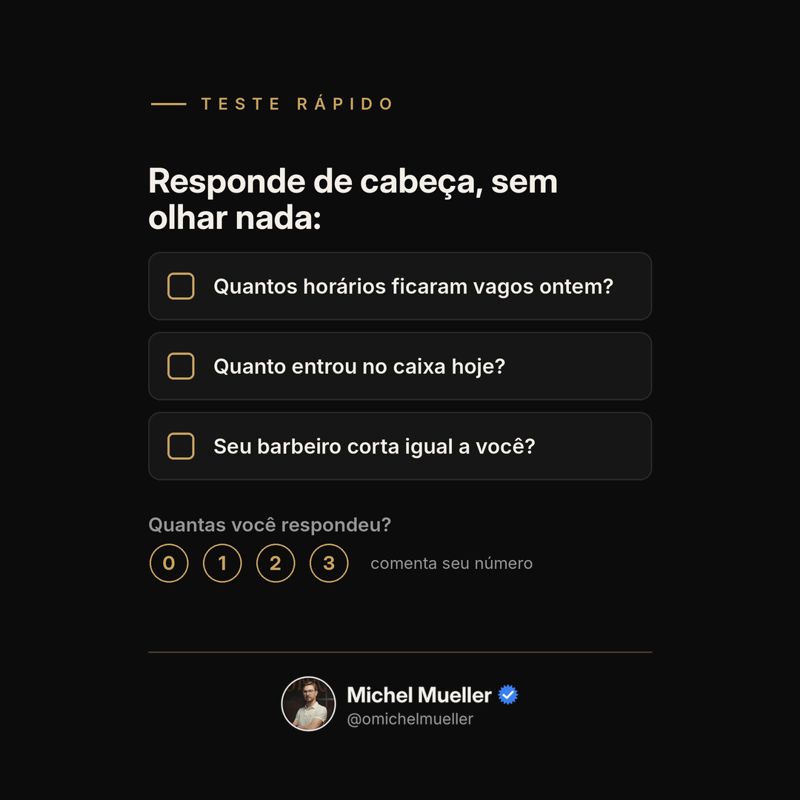 TESTE RÁPIDO
Responde de cabeça, sem
olhar nada:
Quantos horários ficaram vagos ontem?
Quanto entrou no caixa hoje?
Seu barbeiro corta igual a você?
Quantas você respondeu?
0 1 2 3 comenta seu número
Michel Mueller
@omichelmueller